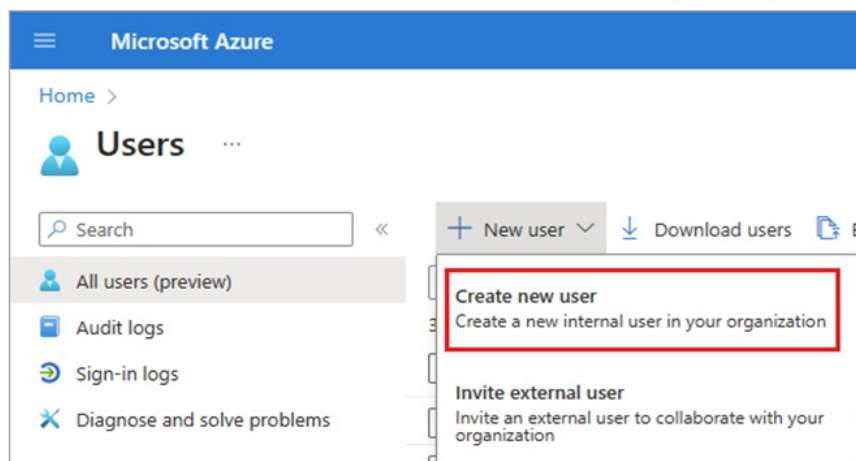 Microsoft Azure
Home >
Users ...
Search «
+ New user Download users
All users (preview)
Create new user
Create a new internal user in your organization
Audit logs
Sign-in logs
Invite external user
Invite an external user to collaborate with your
organization
Diagnose and solve problems